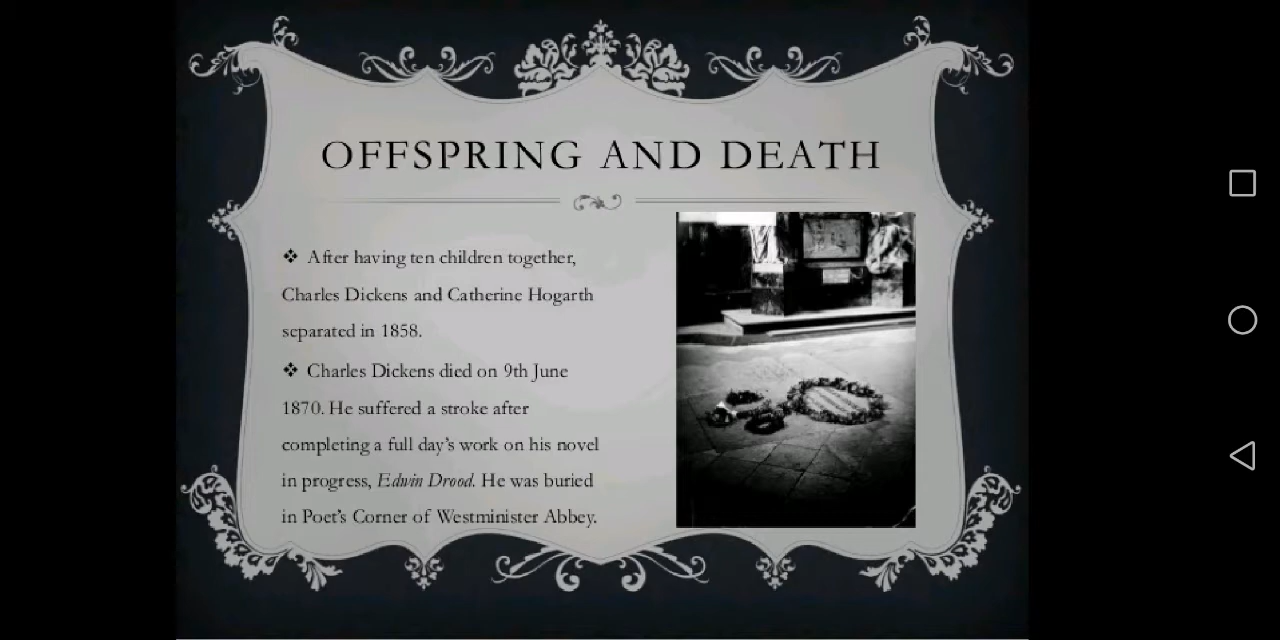 OFFSPRING AND DEATH
❖ After having ten children together,
Charles Dickens and Catherine Hogarth
separated in 1858.
❖ Charles Dickens died on 9th June
1870. He suffered a stroke after
completing a full day's work on his novel
in progress, Edwin Drood. He was buried
in Poet's Corner of Westminister Abbey.